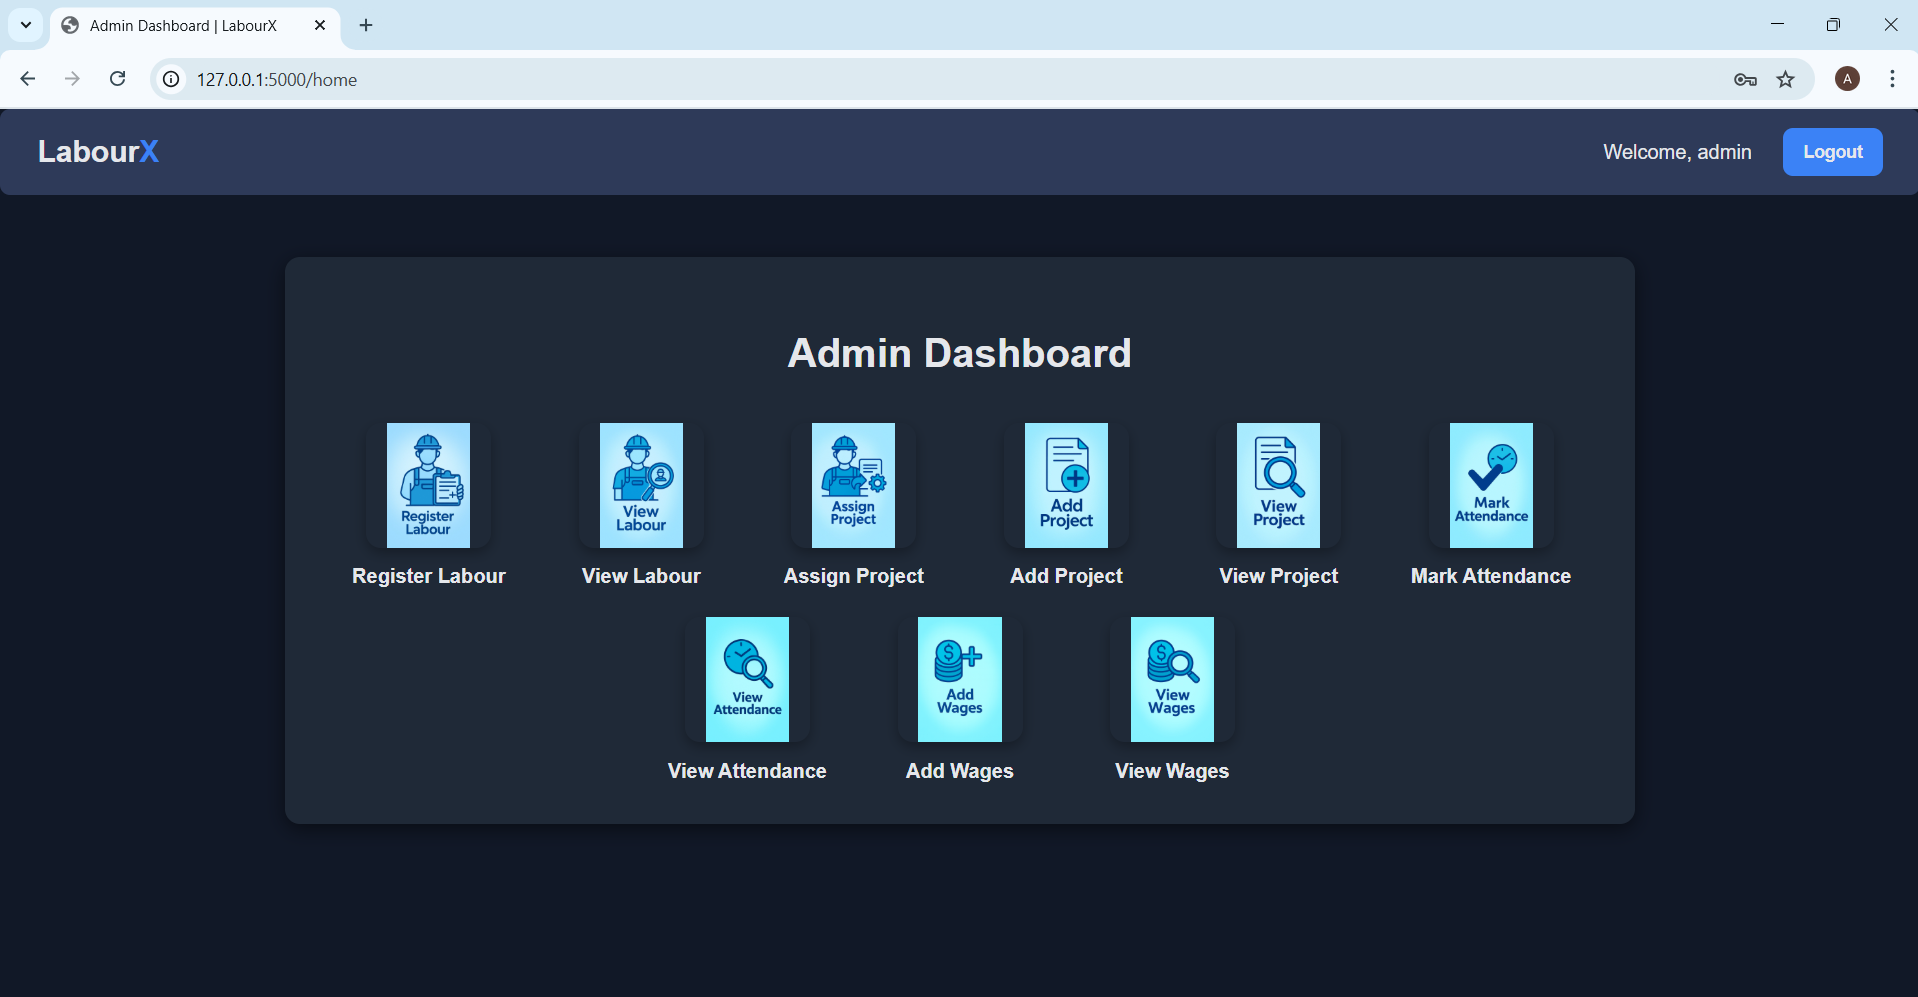 Admin Dashboard | LabourX
127.0.0.1:5000/home
A
LabourX
Welcome, admin
Logout
Admin Dashboard
Register
Labour
Register Labour
View
Labour
View Labour
Assign
Project
Assign Project
Add
Project
Add Project
View
Project
View Project
Mark
Attendance
Mark Attendance
View
Attendance
View Attendance
$
Add
Wages
Add Wages
$
View
Wages
View Wages